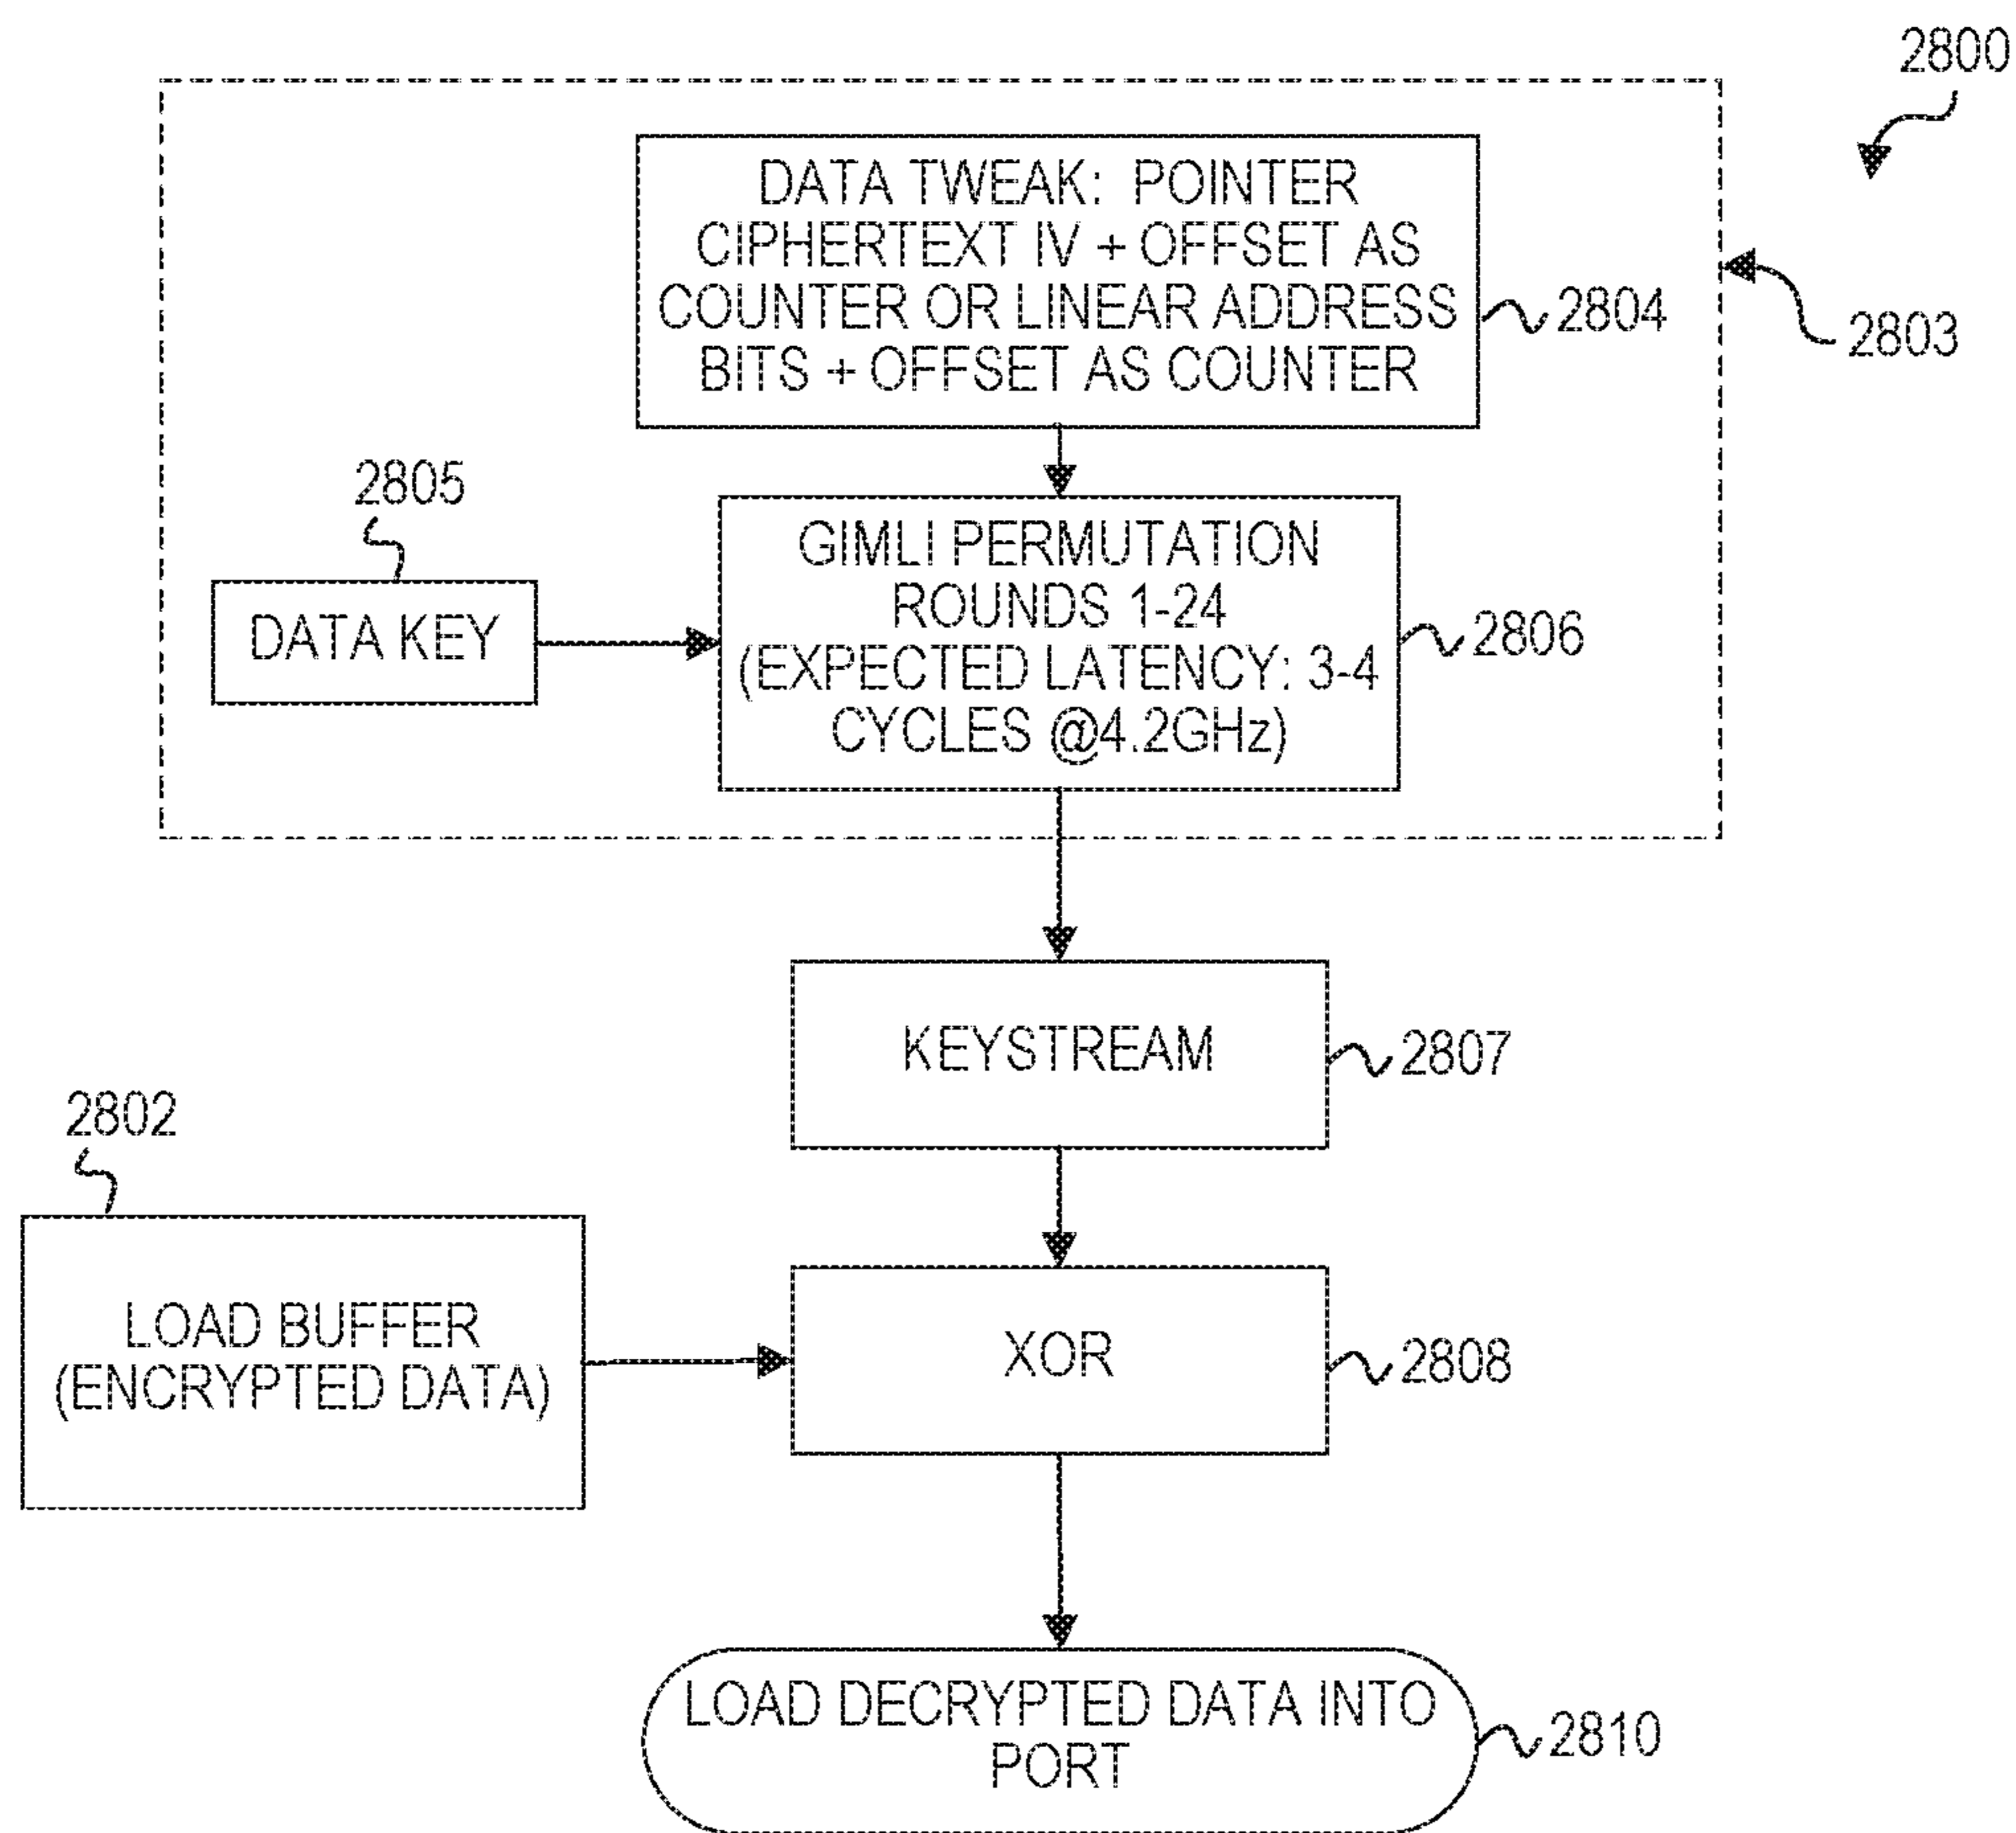 2800
DATA TWEAK: POINTER
CIPHERTEXT IV + OFFSET AS
COUNTER OR LINEAR ADDRESS
BITS + OFFSET AS COUNTER
2804
2803
2805
DATA KEY
GIMLI PERMUTATION
ROUNDS 1-24
(EXPECTED LATENCY: 3-4
CYCLES @4.2GHz)
2806
KEYSTREAM
2807
2802
LOAD BUFFER
(ENCRYPTED DATA)
XOR
2808
LOAD DECRYPTED DATA INTO
PORT
2810